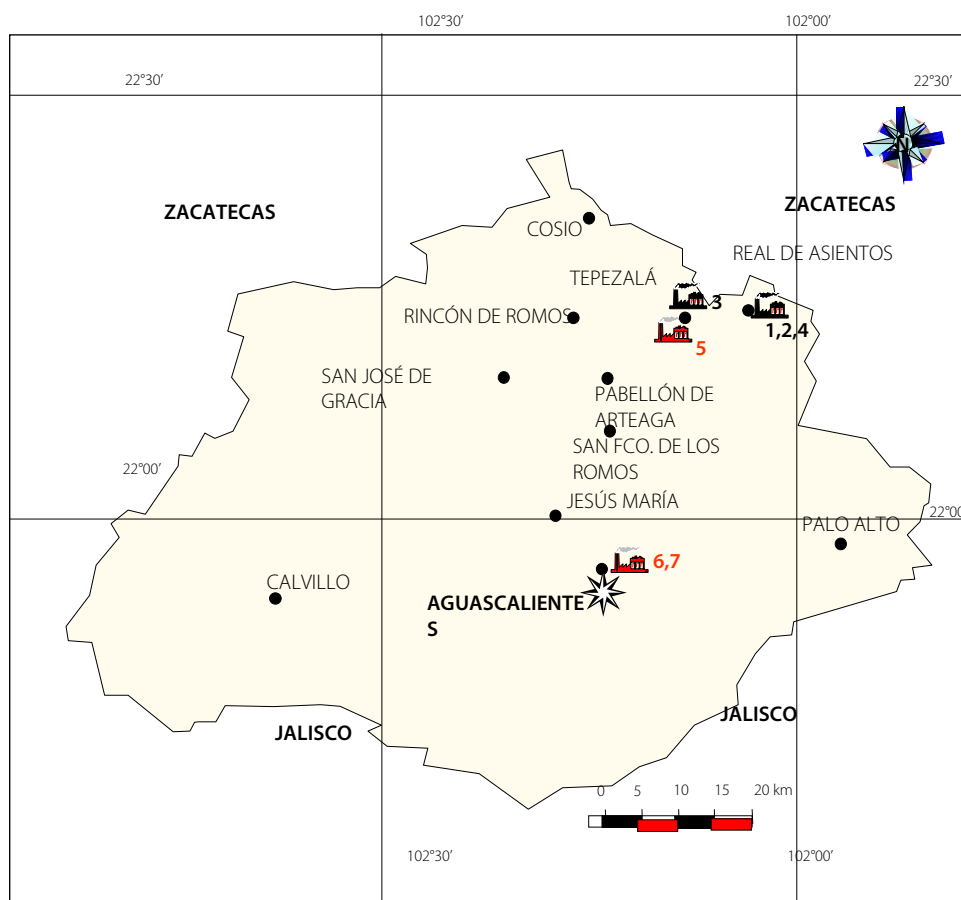 102°30’
102°00’
22°30’
22°30’
N
ZACATECAS
ZACATECAS
COSIO
REAL DE ASIENTOS
TEPEZALÁ
3
RINCÓN DE ROMOS
1,2,4
5
SAN JOSÉ DE
GRACIA
PABELLÓN DE
ARTEAGA
SAN FCO. DE LOS
ROMOS
22°00’
JESÚS MARÍA
22°00’
PALO ALTO
6,7
CALVILLO
AGUASCALIENTE
S
JALISCO
JALISCO
0 5 10 15 20 km
102°30’
102°00’